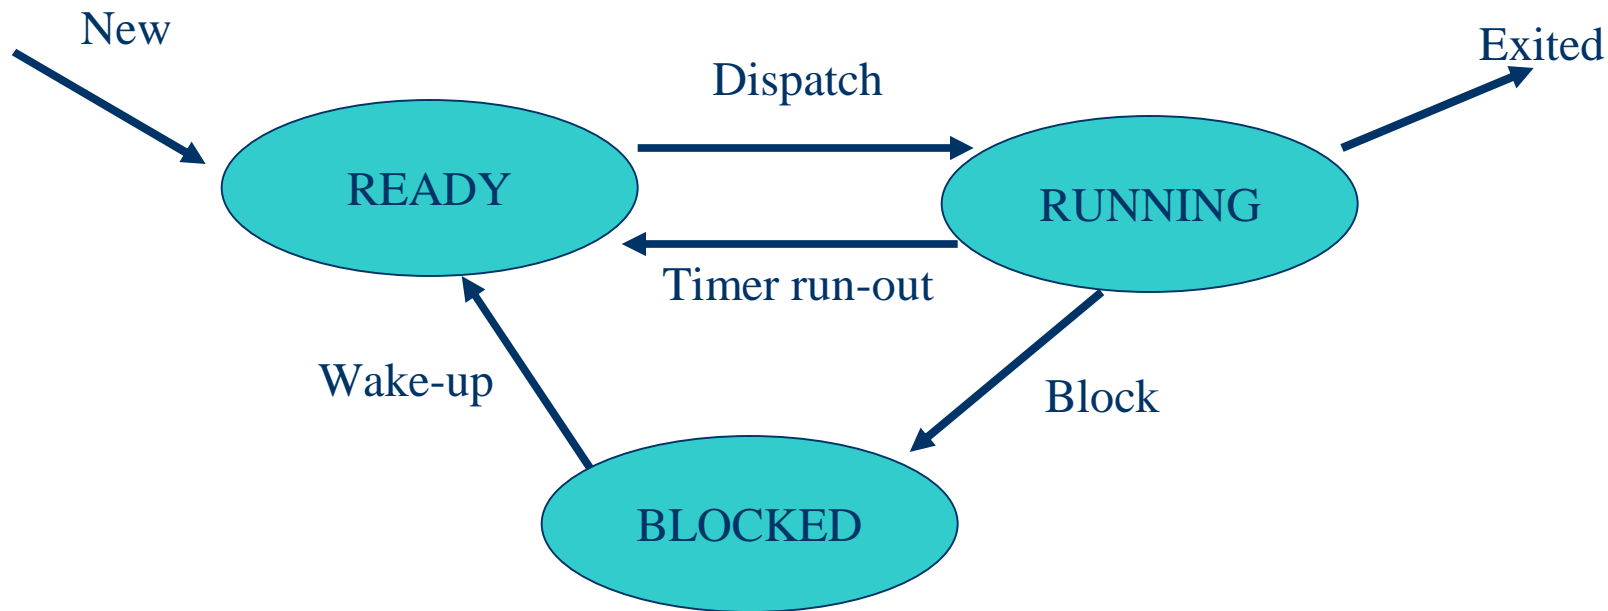 New
Exited
Dispatch
READY
RUNNING
Timer run-out
Wake-up
Block
BLOCKED